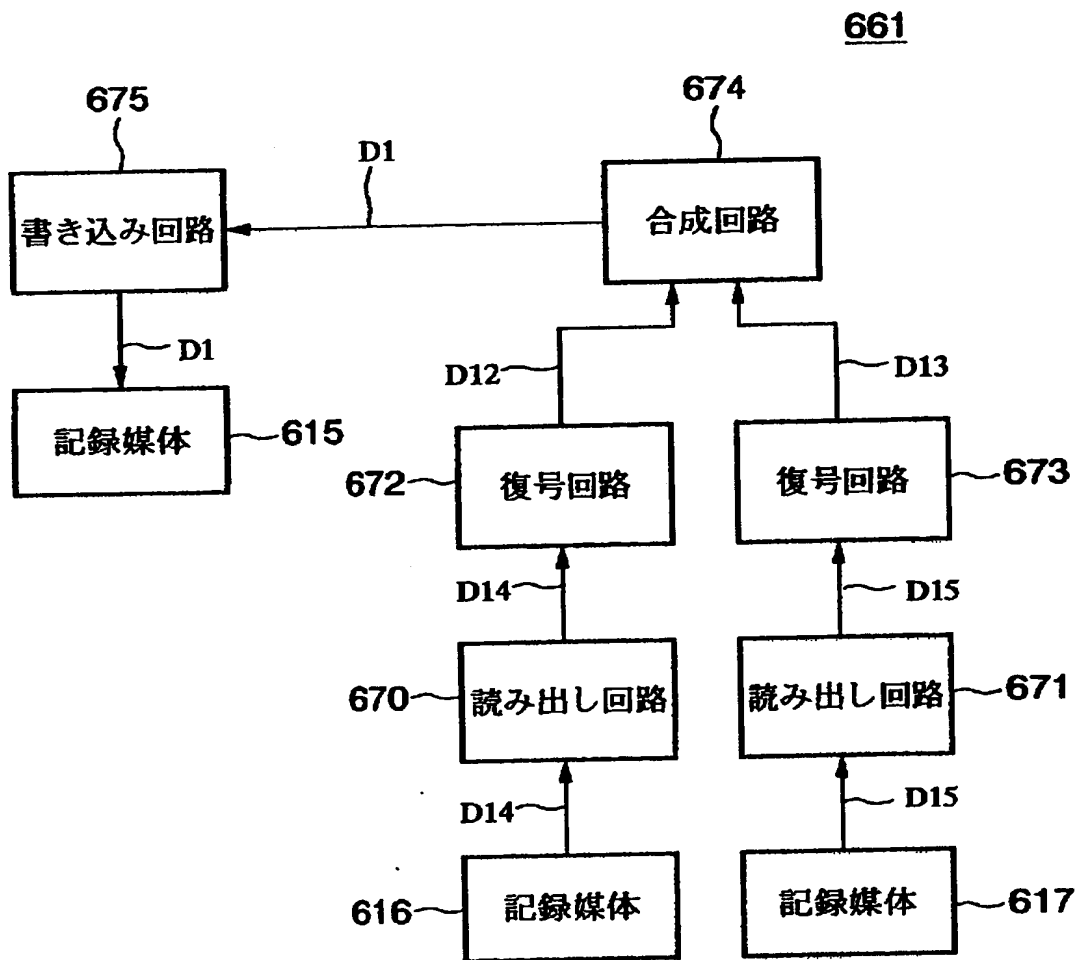 661
675
674
D1
書き込み回路
合成回路
D1
D12
D13
記録媒体
615
672
復号回路
復号回路
673
D14
D15
670
読み出し回路
読み出し回路
671
D14
D15
616
記録媒体
記録媒体
617